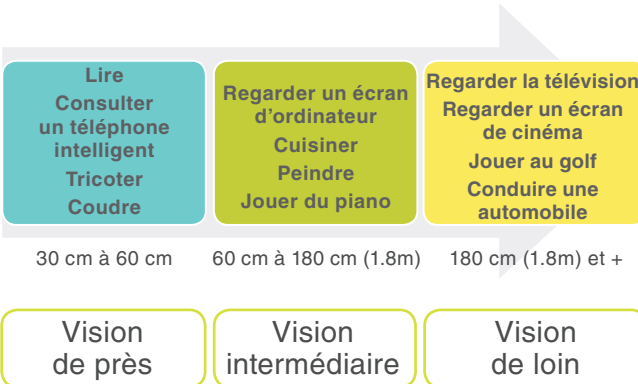 Lire
Consulter
un téléphone
intelligent
Tricoter
Coudre
Regarder un écran
d'ordinateur
Cuisiner
Peindre
Jouer du piano
Regarder la télévision
Regarder un écran
de cinéma
Jouer au golf
Conduire une
automobile
30 cm à 60 cm
60 cm à 180 cm (1.8m)
180 cm (1.8m) et +
Vision
de près
Vision
intermédiaire
Vision
de loin